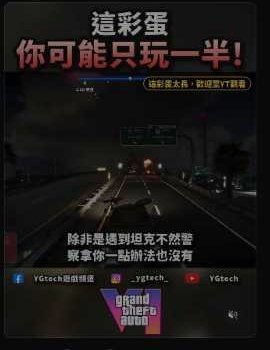 這彩蛋
你可能只玩一半!
這彩蛋太長，歡迎至YT觀看
除非是遇到坦克不然警
察拿你一點辦法也沒有
YGtech遊戲頻道
_ygtech_
YGtech
grand
theft
auto
VI